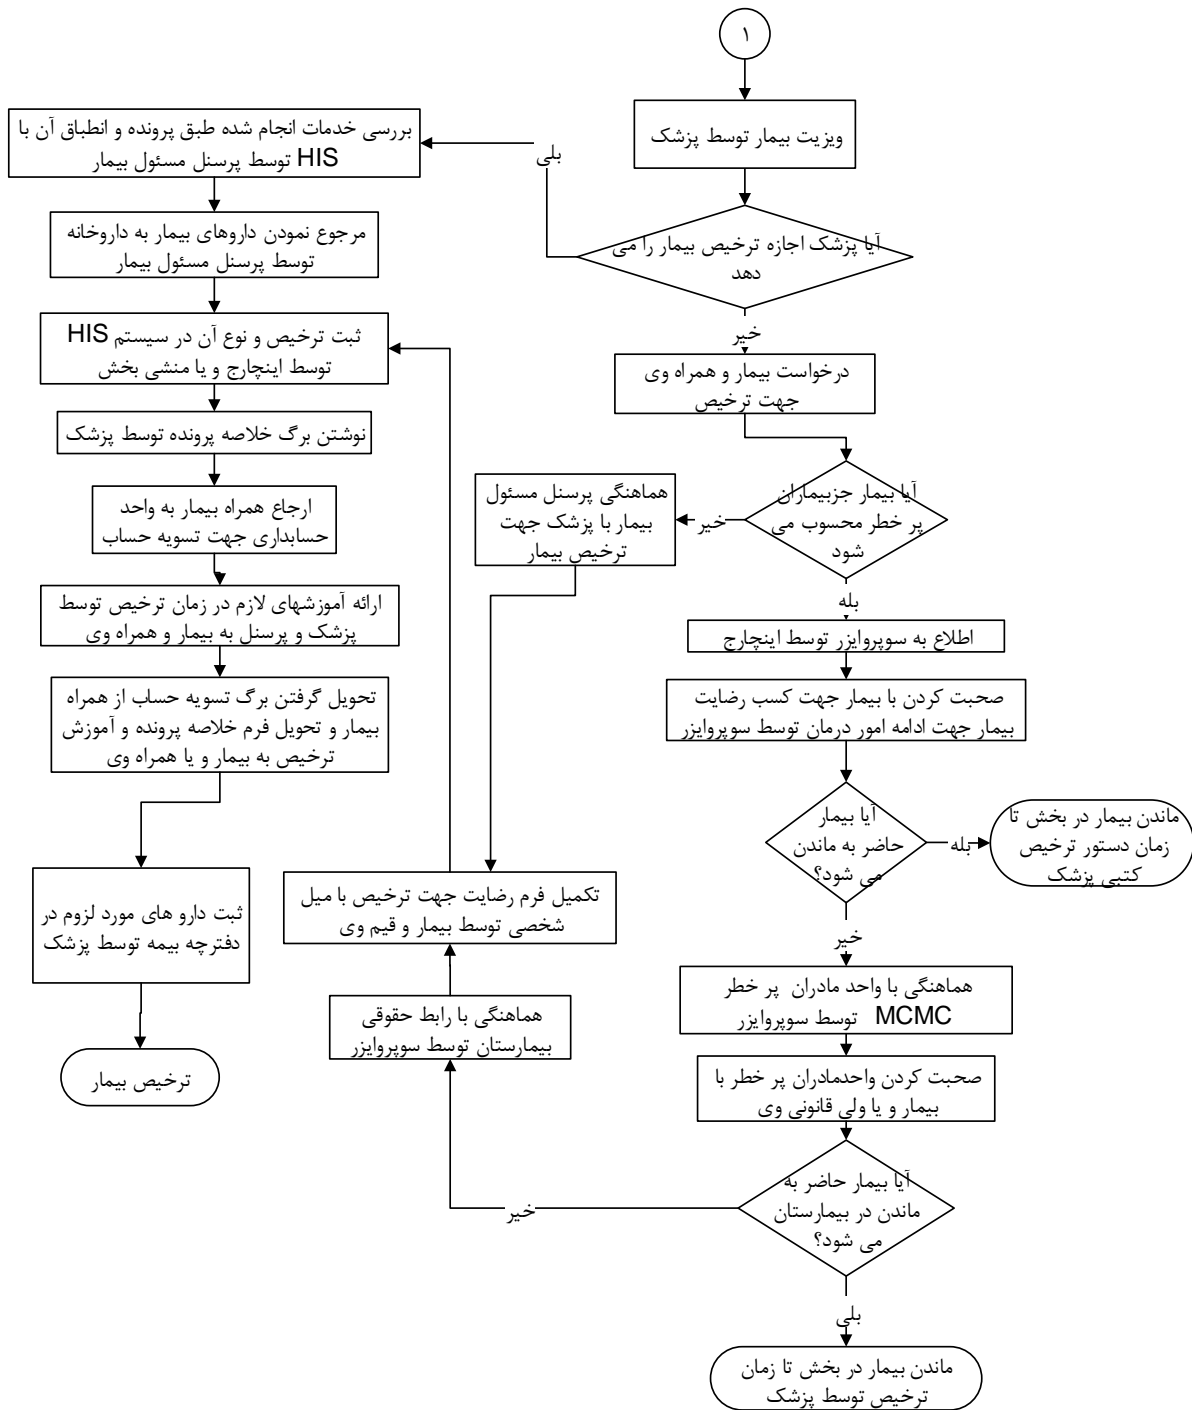 ۱
ویزیت بیمار توسط پزشک
آیا پزشک اجازه ترخیص بیمار را می
دهد
بلی
خیر
بررسی خدمات انجام شده طبق پرونده و انطباق آن با
HIS توسط پرسنل مسئول بیمار
مرجوع نمودن داروهای بیمار به داروخانه
توسط پرسنل مسئول بیمار
ثبت ترخیص و نوع آن در سیستم HIS
توسط اینچارج و یا منشی بخش
نوشتن برگ خلاصه پرونده توسط پزشک
ارجاع همراه بیمار به واحد
حسابداری جهت تسویه حساب
ارائه آموزشهای لازم در زمان ترخیص توسط
پزشک و پرسنل به بیمار و همراه وی
تحویل گرفتن برگ تسویه حساب از همراه
بیمار و تحویل فرم خلاصه پرونده و آموزش
ترخیص به بیمار و یا همراه وی
ثبت دارو های مورد لزوم در
دفترچه بیمه توسط پزشک
ترخیص بیمار
درخواست بیمار و همراه وی
جهت ترخیص
آیا بیمار جزبیماران
پر خطر محسوب می
شود
خیر
بله
هماهنگی پرسنل مسئول
بیمار با پزشک جهت
ترخیص بیمار
اطلاع به سوپروایزر توسط اینچارج
صحبت کردن با بیمار جهت کسب رضایت
بیمار جهت ادامه امور درمان توسط سوپروایزر
آیا بیمار
حاضر به ماندن
می شود؟
بله
خیر
ماندن بیمار در بخش تا
زمان دستور ترخیص
کتبی پزشک
تکمیل فرم رضایت جهت ترخیص با میل
شخصی توسط بیمار و قیم وی
هماهنگی با رابط حقوقی
بیمارستان توسط سوپروایزر
هماهنگی با واحد مادران پر خطر
MCMC توسط سوپروایزر
صحبت کردن واحدمادران پر خطر با
بیمار و یا ولی قانونی وی
آیا بیمار حاضر به
ماندن در بیمارستان
می شود؟
خیر
بلی
ماندن بیمار در بخش تا زمان
ترخیص توسط پزشک